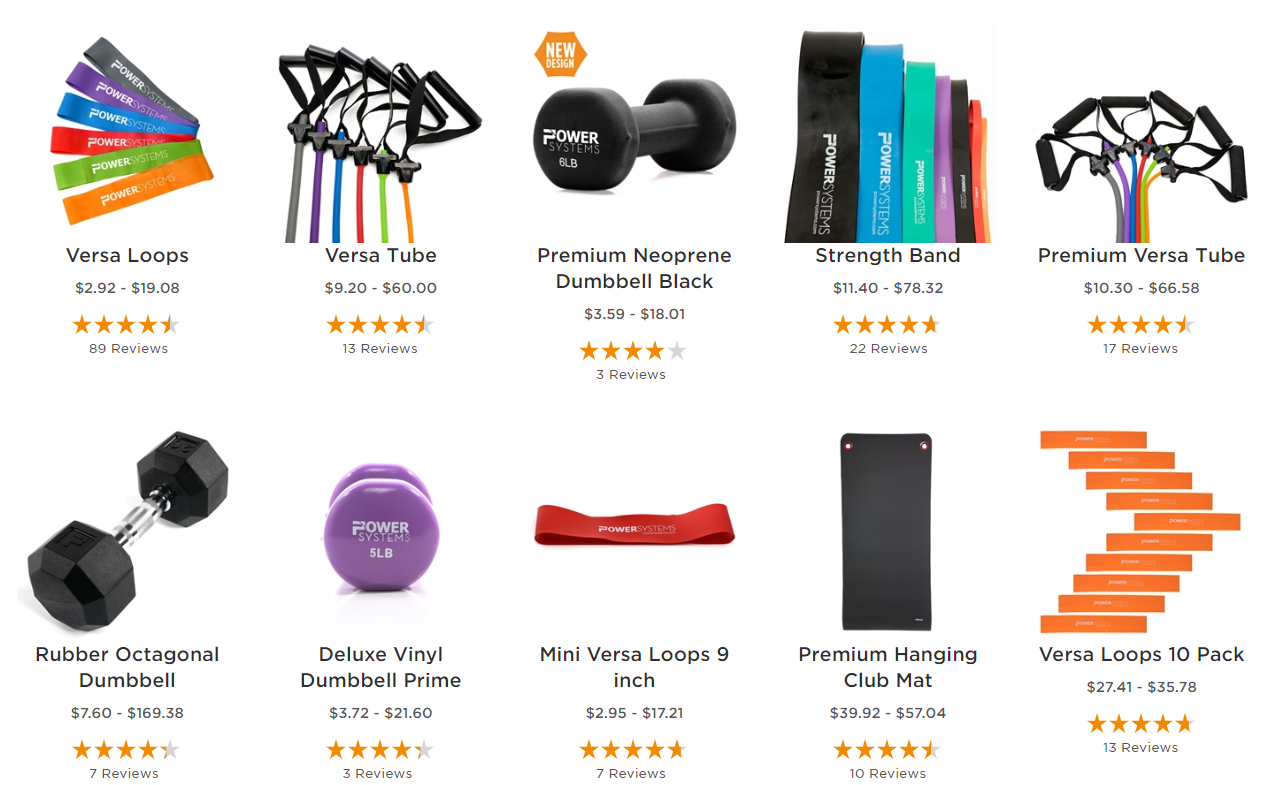 NEW
DESIGN
POWERSYSTEMS
POWERSYSTEMS
POWERSYSTEMS
POWERSYSTEMS
POWERSYSTEMS
POWERSYSTEMS
POWER
SYSTEMS
6LB
POWERSYSTEMS
powersystems.com
POWERSYSTEMS
powersystems.com
POWERSYSTEMS
Versa Loops
$2.92 - $19.08
89 Reviews
Versa Tube
$9.20 - $60.00
13 Reviews
Premium Neoprene
Dumbbell Black
$3.59 - $18.01
3 Reviews
Strength Band
$11.40 - $78.32
22 Reviews
Premium Versa Tube
$10.30 - $66.58
17 Reviews
POWER
SYSTEMS
5LB
POWERSYSTEMS
Rubber Octagonal
Dumbbell
$7.60 - $169.38
7 Reviews
Deluxe Vinyl
Dumbbell Prime
$3.72 - $21.60
3 Reviews
Mini Versa Loops 9
inch
$2.95 - $17.21
7 Reviews
Premium Hanging
Club Mat
$39.92 - $57.04
10 Reviews
Versa Loops 10 Pack
$27.41 - $35.78
13 Reviews